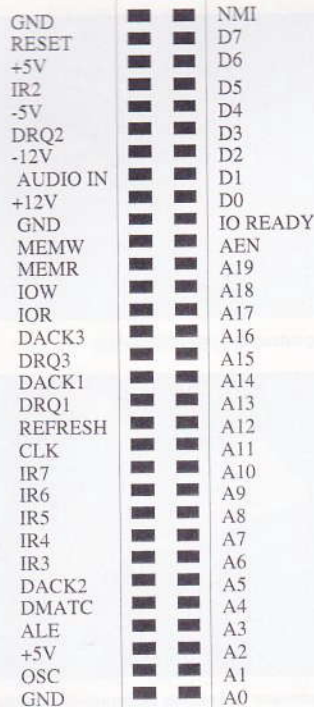 GND NMI
RESET D7
+5V D6
IR2 D5
-5V D4
DRQ2 D3
-12V D2
AUDIO IN D1
+12V D0
GND IO READY
MEMW AEN
MEMR A19
IOW A18
IOR A17
DACK3 A16
DRQ3 A15
DACK1 A14
DRQ1 A13
REFRESH A12
CLK A11
IR7 A10
IR6 A9
IR5 A8
IR4 A7
IR3 A6
DACK2 A5
DMATC A4
ALE A3
+5V A2
OSC A1
GND A0